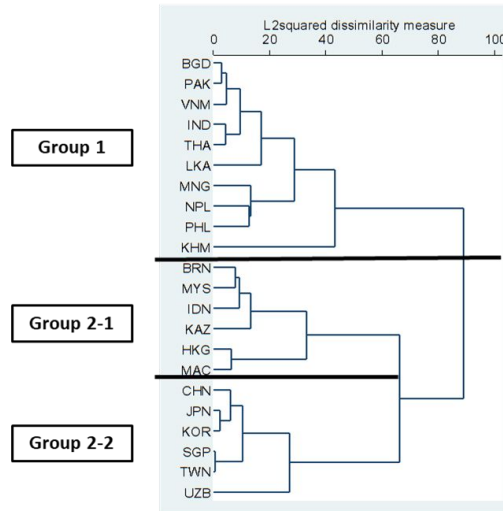 L2squared dissimilarity measure
0 20 40 60 80 100
BGD
PAK
VNM
IND
THA
LKA
MNG
NPL
PHL
KHM
Group 1
BRN
MYS
IDN
KAZ
HKG
MAC
Group 2-1
CHN
JPN
KOR
SGP
TWN
UZB
Group 2-2